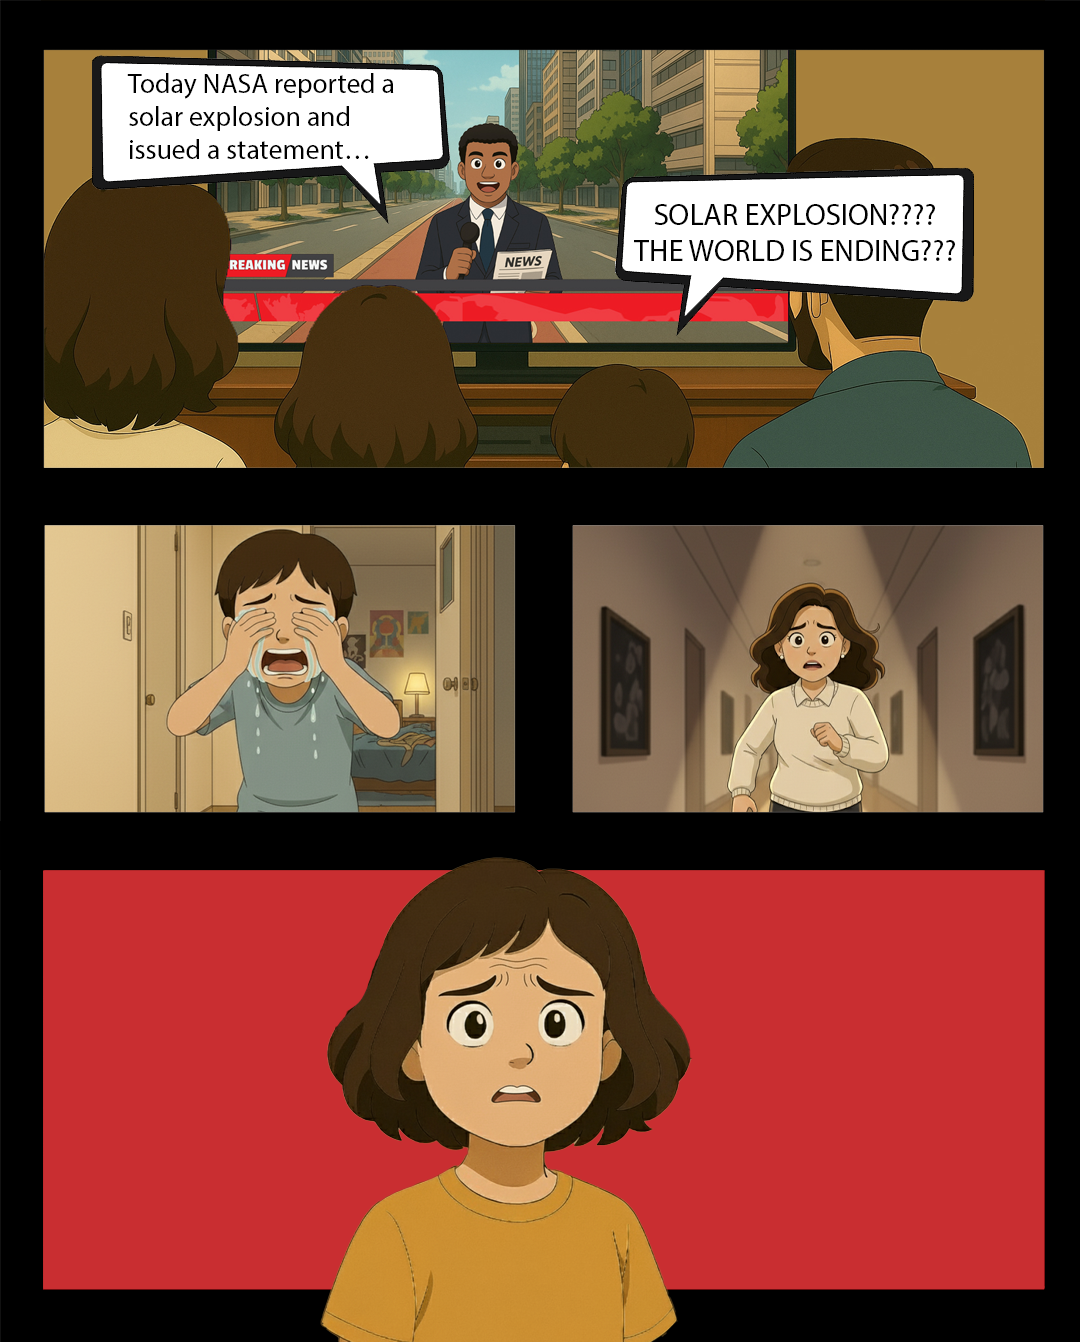 Today NASA reported a
solar explosion and
issued a statement...
SOLAR EXPLOSION????
THE WORLD IS ENDING???
REAKING NEWS
NEWS